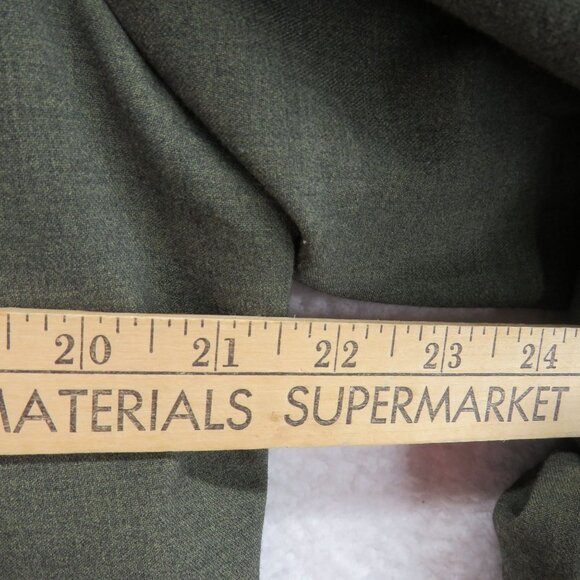 20 21 22 23 24
MATERIALS SUPERMARKET